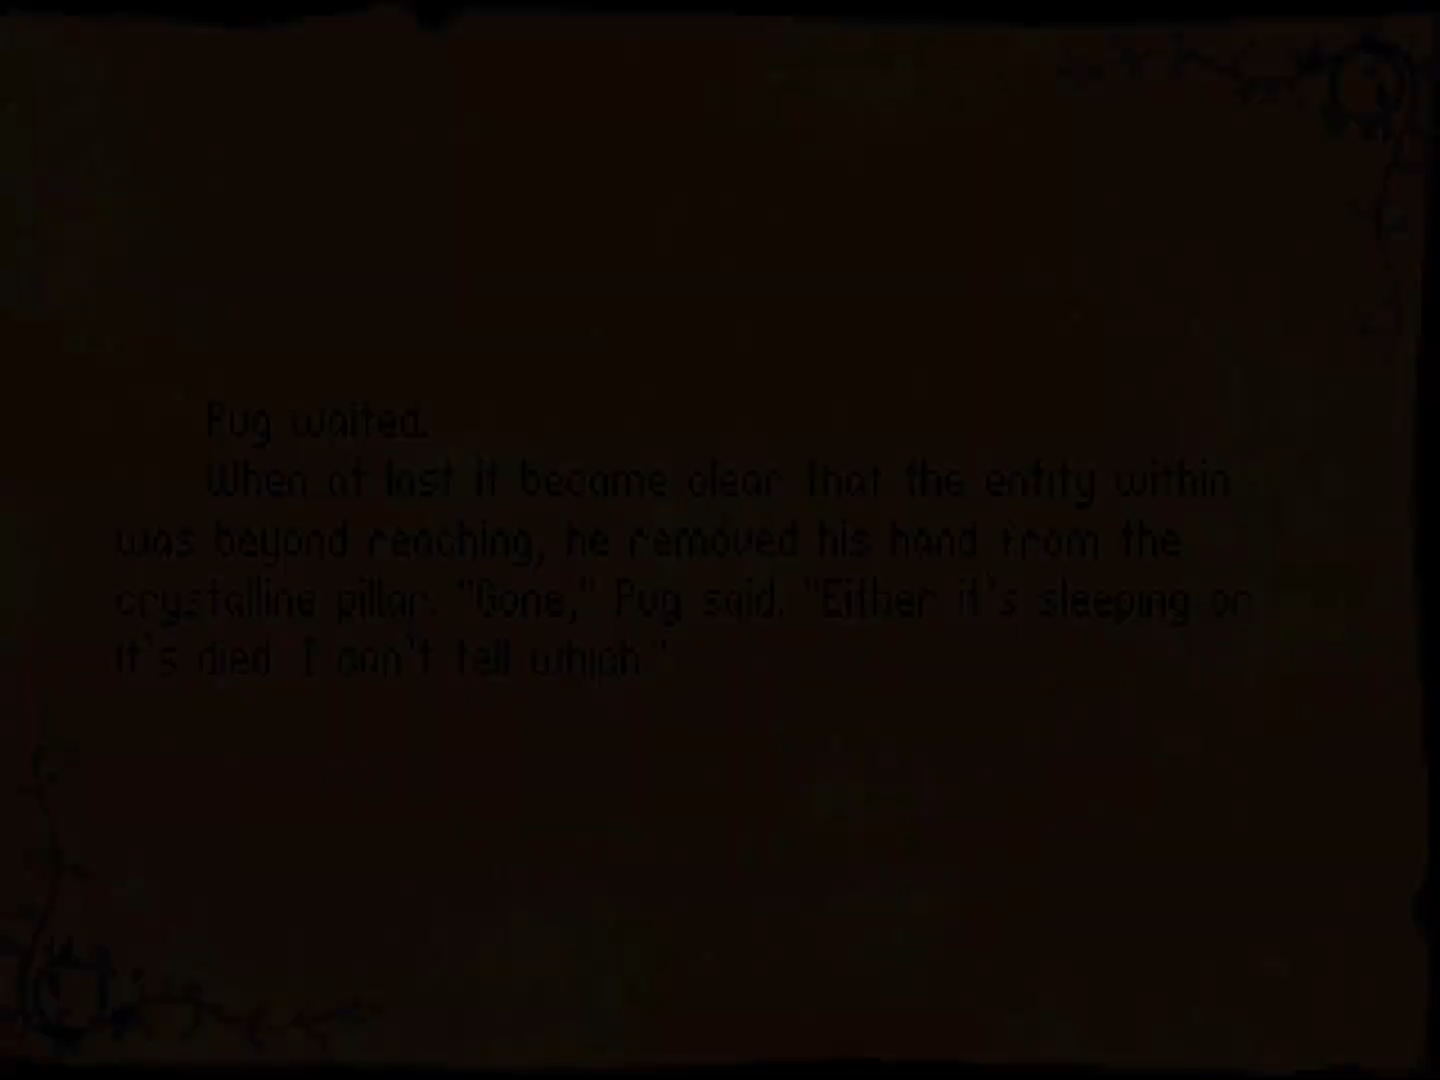 Pug waited.
When at last it became clear that the entity within
was beyond reaching, he removed his hand from the
crystalline pillar. "Gone," Pug said. "Either it's sleeping or
it's died. I can't tell which."